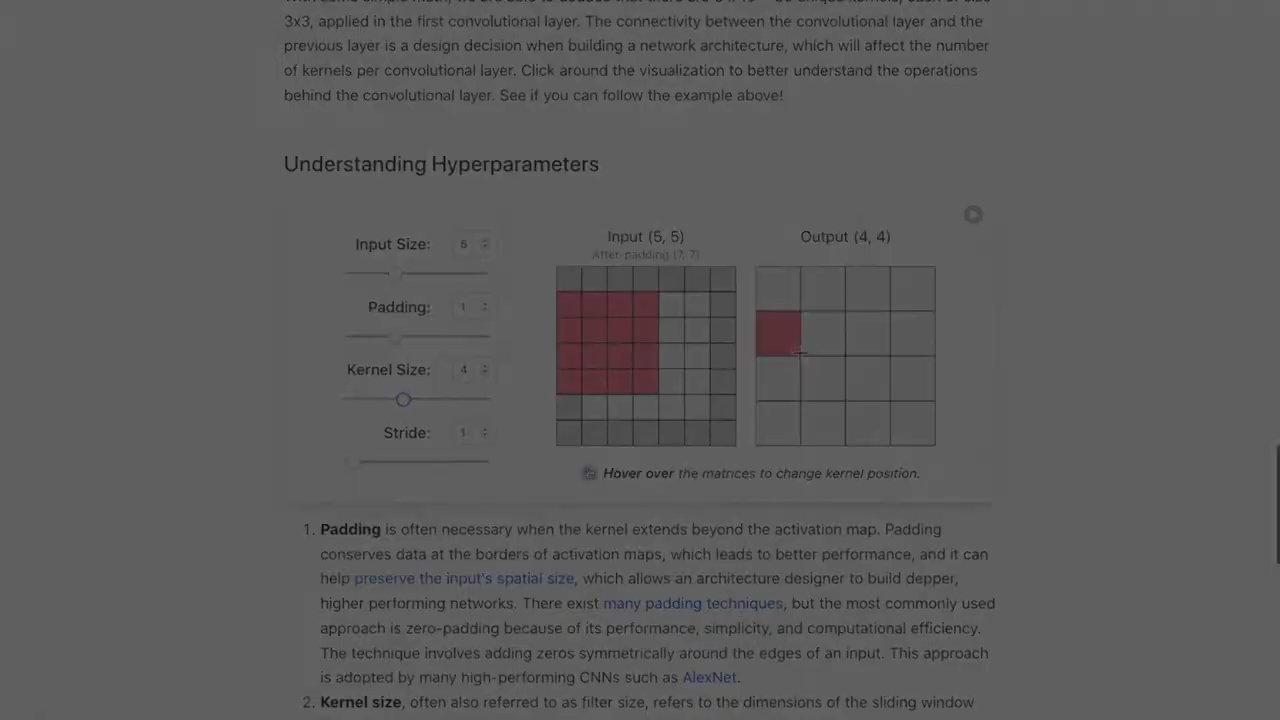 3x3, applied in the first convolutional layer. The connectivity between the convolutional layer and the
previous layer is a design decision when building a network architecture, which will affect the number
of kernels per convolutional layer. Click around the visualization to better understand the operations
behind the convolutional layer. See if you can follow the example above!
Understanding Hyperparameters
Input Size: 5
Padding: 1
Kernel Size: 4
Stride: 1
Input (5, 5)
After-padding (7, 7)
Output (4, 4)
Hover over the matrices to change kernel position.
1. Padding is often necessary when the kernel extends beyond the activation map. Padding
conserves data at the borders of activation maps, which leads to better performance, and it can
help preserve the input's spatial size, which allows an architecture designer to build depper,
higher performing networks. There exist many padding techniques, but the most commonly used
approach is zero-padding because of its performance, simplicity, and computational efficiency.
The technique involves adding zeros symmetrically around the edges of an input. This approach
is adopted by many high-performing CNNs such as AlexNet.
2. Kernel size, often also referred to as filter size, refers to the dimensions of the sliding window